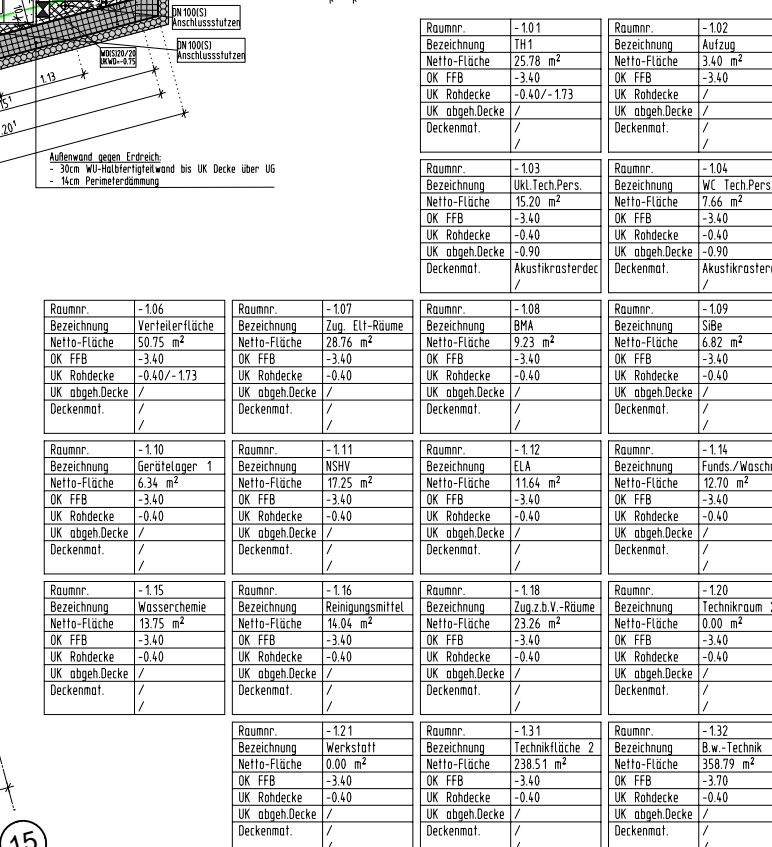 DN 100(S)
Anschlussstutzen
DN 100(S)
Anschlussstutzen
WD(S)20/20
UKWD=-0.75
1.13
.20¹
Außenwand gegen Erdreich:
- 30cm WU-Halbfertigteilwand bis UK Decke über UG
- 14cm Perimeterdämmung
Raumnr. -1.01
Bezeichnung TH1
Netto-Fläche 25.78 m²
OK FFB -3.40
UK Rohdecke -0.40/-1.73
UK abgeh.Decke /
Deckenmat. /
/
Raumnr. -1.02
Bezeichnung Aufzug
Netto-Fläche 3.40 m²
OK FFB -3.40
UK Rohdecke /
UK abgeh.Decke /
Deckenmat. /
/
Raumnr. -1.03
Bezeichnung Ukl.Tech.Pers.
Netto-Fläche 15.20 m²
OK FFB -3.40
UK Rohdecke -0.40
UK abgeh.Decke -0.90
Deckenmat. Akustikrasterdec
/
Raumnr. -1.04
Bezeichnung WC Tech.Pers.
Netto-Fläche 7.66 m²
OK FFB -3.40
UK Rohdecke -0.40
UK abgeh.Decke -0.90
Deckenmat. Akustikraster
/
Raumnr. -1.06
Bezeichnung Verteilerfläche
Netto-Fläche 50.75 m²
OK FFB -3.40
UK Rohdecke -0.40/-1.73
UK abgeh.Decke /
Deckenmat. /
/
Raumnr. -1.07
Bezeichnung Zug. Elt-Räume
Netto-Fläche 28.76 m²
OK FFB -3.40
UK Rohdecke -0.40
UK abgeh.Decke /
Deckenmat. /
/
Raumnr. -1.08
Bezeichnung BMA
Netto-Fläche 9.23 m²
OK FFB -3.40
UK Rohdecke -0.40
UK abgeh.Decke /
Deckenmat. /
/
Raumnr. -1.09
Bezeichnung SiBe
Netto-Fläche 6.82 m²
OK FFB -3.40
UK Rohdecke -0.40
UK abgeh.Decke /
Deckenmat. /
/
Raumnr. -1.10
Bezeichnung Gerätelager 1
Netto-Fläche 6.34 m²
OK FFB -3.40
UK Rohdecke -0.40
UK abgeh.Decke /
Deckenmat. /
/
Raumnr. -1.11
Bezeichnung NSHV
Netto-Fläche 17.25 m²
OK FFB -3.40
UK Rohdecke -0.40
UK abgeh.Decke /
Deckenmat. /
/
Raumnr. -1.12
Bezeichnung ELA
Netto-Fläche 11.64 m²
OK FFB -3.40
UK Rohdecke -0.40
UK abgeh.Decke /
Deckenmat. /
/
Raumnr. -1.14
Bezeichnung Funds./Wasch
Netto-Fläche 12.70 m²
OK FFB -3.40
UK Rohdecke -0.40
UK abgeh.Decke /
Deckenmat. /
/
Raumnr. -1.15
Bezeichnung Wasserchemie
Netto-Fläche 13.75 m²
OK FFB -3.40
UK Rohdecke -0.40
UK abgeh.Decke /
Deckenmat. /
/
Raumnr. -1.16
Bezeichnung Reinigungsmittel
Netto-Fläche 14.04 m²
OK FFB -3.40
UK Rohdecke -0.40
UK abgeh.Decke /
Deckenmat. /
/
Raumnr. -1.18
Bezeichnung Zug.z.b.V.-Räume
Netto-Fläche 23.26 m²
OK FFB -3.40
UK Rohdecke -0.40
UK abgeh.Decke /
Deckenmat. /
/
Raumnr. -1.20
Bezeichnung Technikraum 2
Netto-Fläche 0.00 m²
OK FFB -3.40
UK Rohdecke -0.40
UK abgeh.Decke /
Deckenmat. /
/
Raumnr. -1.21
Bezeichnung Werkstatt
Netto-Fläche 0.00 m²
OK FFB -3.40
UK Rohdecke -0.40
UK abgeh.Decke /
Deckenmat. /
/
Raumnr. -1.31
Bezeichnung Technikfläche 2
Netto-Fläche 238.51 m²
OK FFB -3.40
UK Rohdecke -0.40
UK abgeh.Decke /
Deckenmat. /
/
Raumnr. -1.32
Bezeichnung B.w.-Technik
Netto-Fläche 358.79 m²
OK FFB -3.70
UK Rohdecke -0.40
UK abgeh.Decke /
Deckenmat. /
/
15